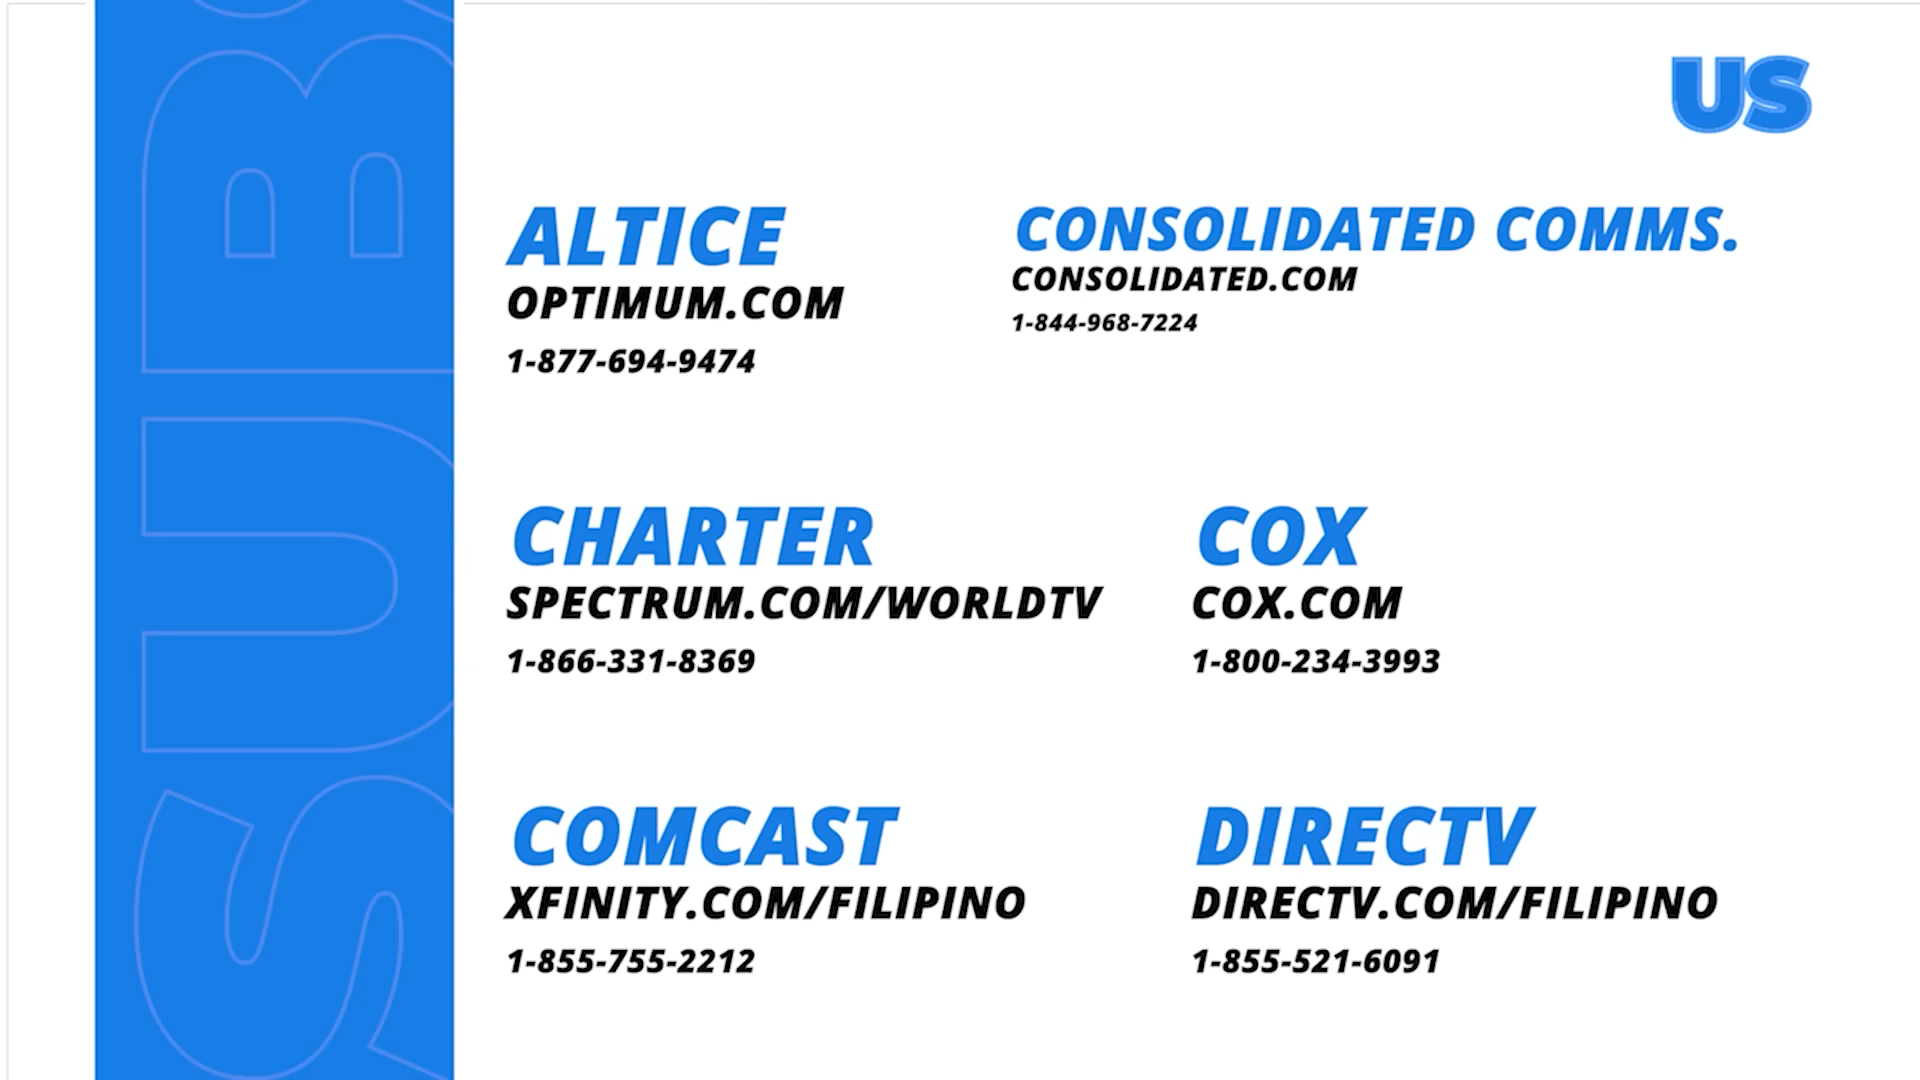 US
ALTICE
OPTIMUM.COM
1-877-694-9474
CONSOLIDATED COMMS.
CONSOLIDATED.COM
1-844-968-7224
CHARTER
SPECTRUM.COM/WORLDTV
1-866-331-8369
COX
COX.COM
1-800-234-3993
COMCAST
XFINITY.COM/FILIPINO
1-855-755-2212
DIRECTV
DIRECTV.COM/FILIPINO
1-855-521-6091
SUB